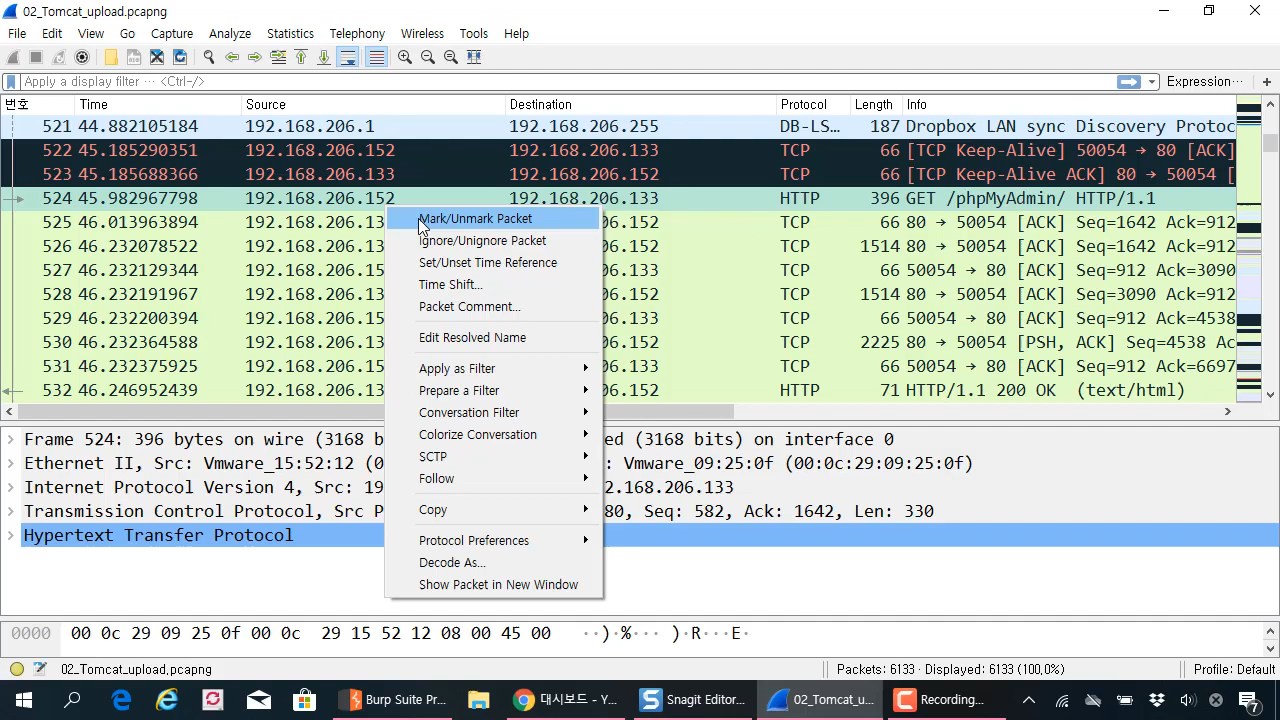 02_Tomcat_upload.pcapng
File Edit View Go Capture Analyze Statistics Telephony Wireless Tools Help
Apply a display filter ··· <Ctrl-/> Expression···  +
번호 Time Source Destination Protocol Length Info
521 44.882105184 192.168.206.1 192.168.206.255 DB-LS… 187 Dropbox LAN sync Discovery Protoc
522 45.185290351 192.168.206.152 192.168.206.133 TCP 66 [TCP Keep-Alive] 50054 → 80 [ACK]
523 45.185688366 192.168.206.133 192.168.206.152 TCP 66 [TCP Keep-Alive ACK] 80 → 50054 [
524 45.982967798 192.168.206.152 192.168.206.133 HTTP 396 GET /phpMyAdmin/ HTTP/1.1
525 46.013963894 192.168.206.13 .152 TCP 66 80 → 50054 [ACK] Seq=1642 Ack=912
526 46.232078522 192.168.206.13 .152 TCP 1514 80 → 50054 [ACK] Seq=1642 Ack=912
527 46.232129344 192.168.206.15 .133 TCP 66 50054 → 80 [ACK] Seq=912 Ack=3090
528 46.232191967 192.168.206.13 .152 TCP 1514 80 → 50054 [ACK] Seq=3090 Ack=912
529 46.232200394 192.168.206.15 .133 TCP 66 50054 → 80 [ACK] Seq=912 Ack=4538
530 46.232364588 192.168.206.13 .152 TCP 2225 80 → 50054 [PSH, ACK] Seq=4538 Ack
531 46.232375925 192.168.206.15 .133 TCP 66 50054 → 80 [ACK] Seq=912 Ack=6697
532 46.246952439 192.168.206.13 .152 HTTP 71 HTTP/1.1 200 OK (text/html)
Mark/Unmark Packet
Ignore/Unignore Packet
Set/Unset Time Reference
Time Shift...
Packet Comment...
Edit Resolved Name
Apply as Filter
Prepare a Filter
Conversation Filter
Colorize Conversation
SCTP
Follow
Copy
Protocol Preferences
Decode As...
Show Packet in New Window
Frame 524: 396 bytes on wire (3168 b ed (3168 bits) on interface 0
Ethernet II, Src: Vmware_15:52:12 (0 : Vmware_09:25:0f (00:0c:29:09:25:0f)
Internet Protocol Version 4, Src: 19 2.168.206.133
Transmission Control Protocol, Src P 80, Seq: 582, Ack: 1642, Len: 330
Hypertext Transfer Protocol
0000 00 0c 29 09 25 0f 00 0c 29 15 52 12 08 00 45 00 ··)·%··· )·R···E·
02_Tomcat_upload.pcapng Packets: 6133 · Displayed: 6133 (100.0%) Profile: Default
Burp Suite Pr... 대시보드 - Y... Snagit Editor... 02_Tomcat_u... Recording... 7